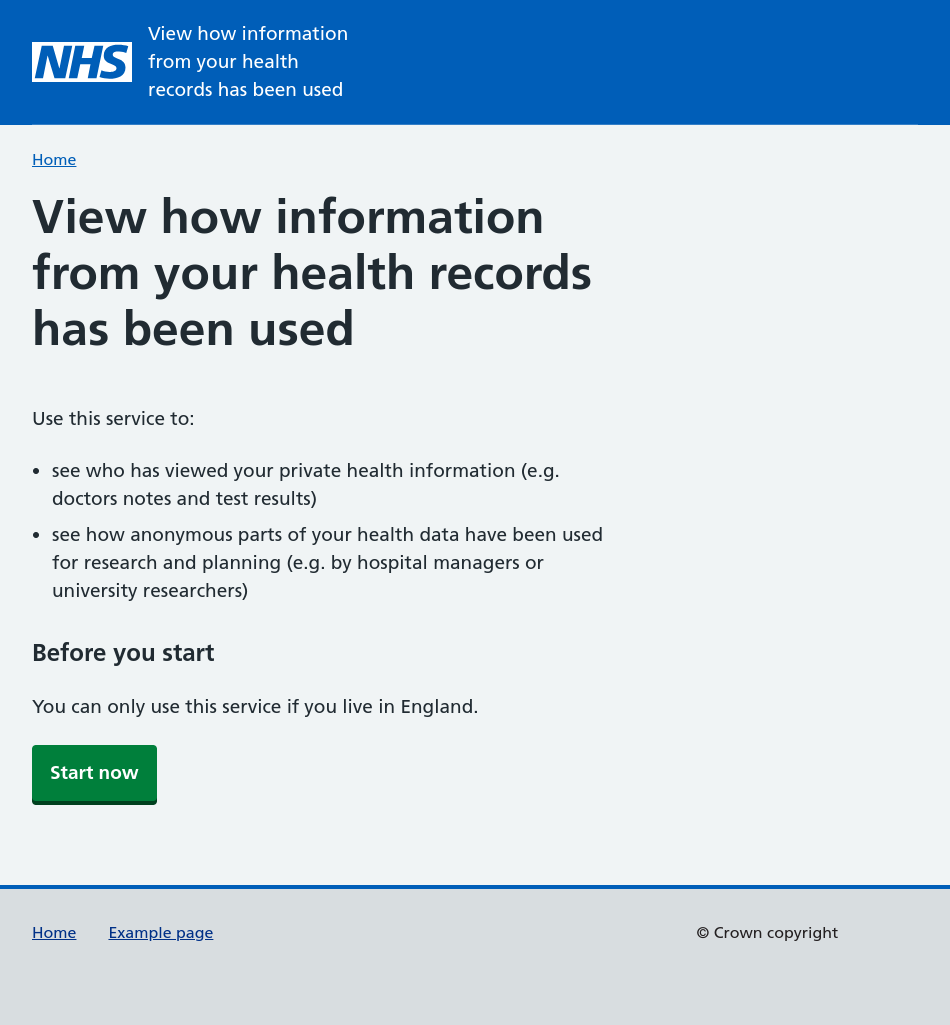 NHS
View how information
from your health
records has been used
Home
View how information
from your health records
has been used
Use this service to:
• see who has viewed your private health information (e.g.
doctors notes and test results)
• see how anonymous parts of your health data have been used
for research and planning (e.g. by hospital managers or
university researchers)
Before you start
You can only use this service if you live in England.
Start now
Home Example page © Crown copyright